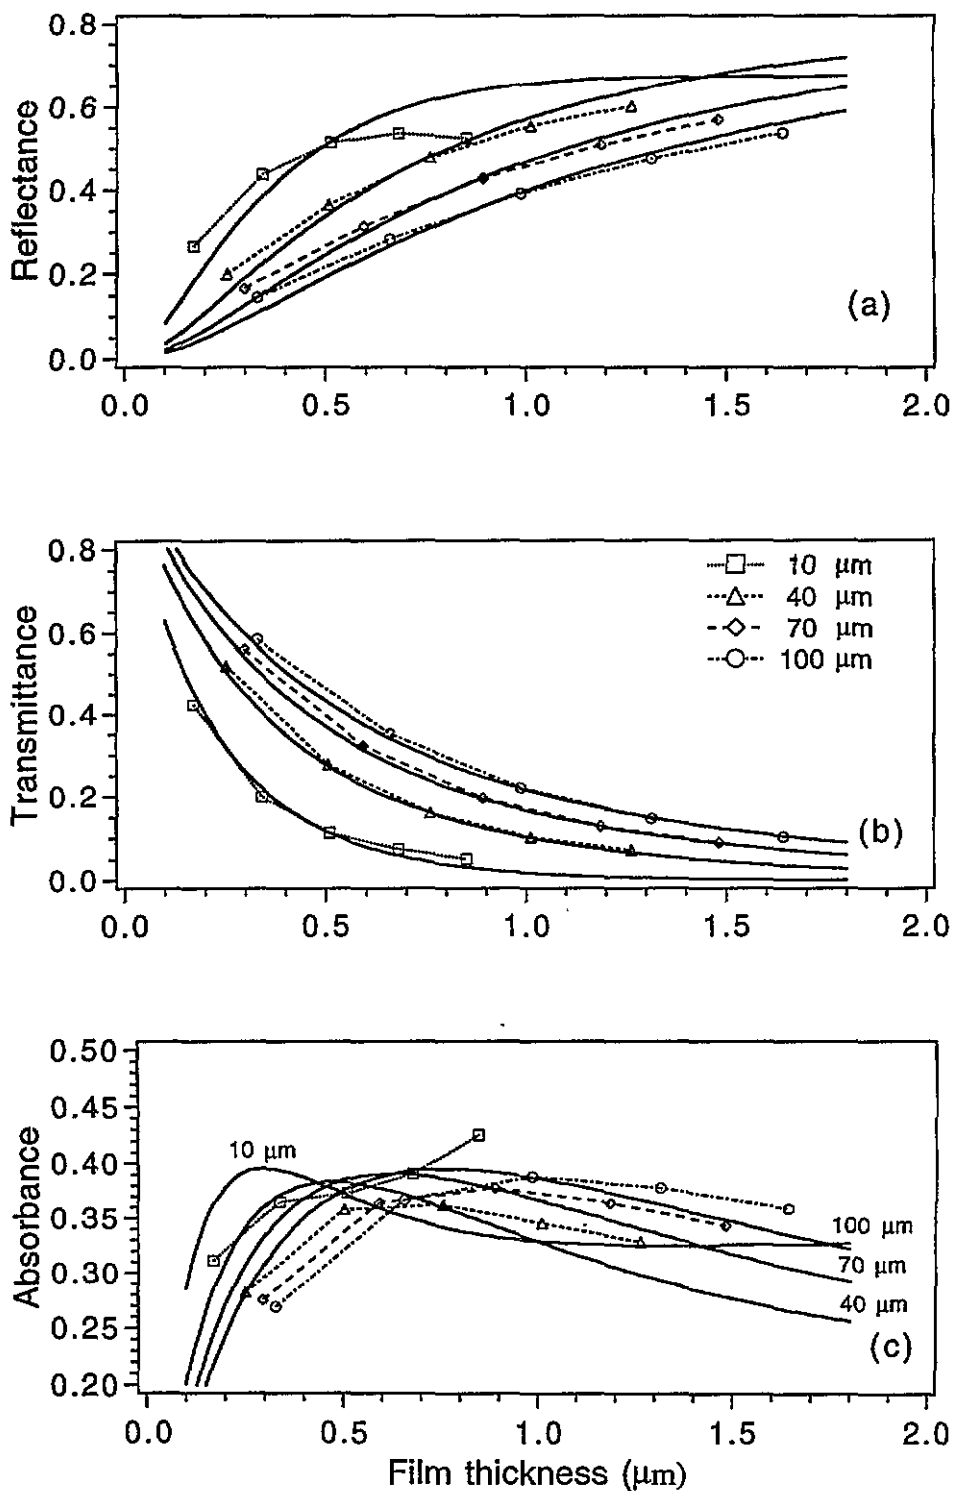 0.8
0.6
0.4
0.2
0.0
Reflectance
(a)
0.0 0.5 1.0 1.5 2.0
0.8
0.6
0.4
0.2
0.0
Transmittance
10 μm
40 μm
70 μm
100 μm
(b)
0.0 0.5 1.0 1.5 2.0
0.50
0.45
0.40
0.35
0.30
0.25
0.20
Absorbance
10 μm
100 μm
70 μm
40 μm
(c)
0.0 0.5 1.0 1.5 2.0
Film thickness (μm)